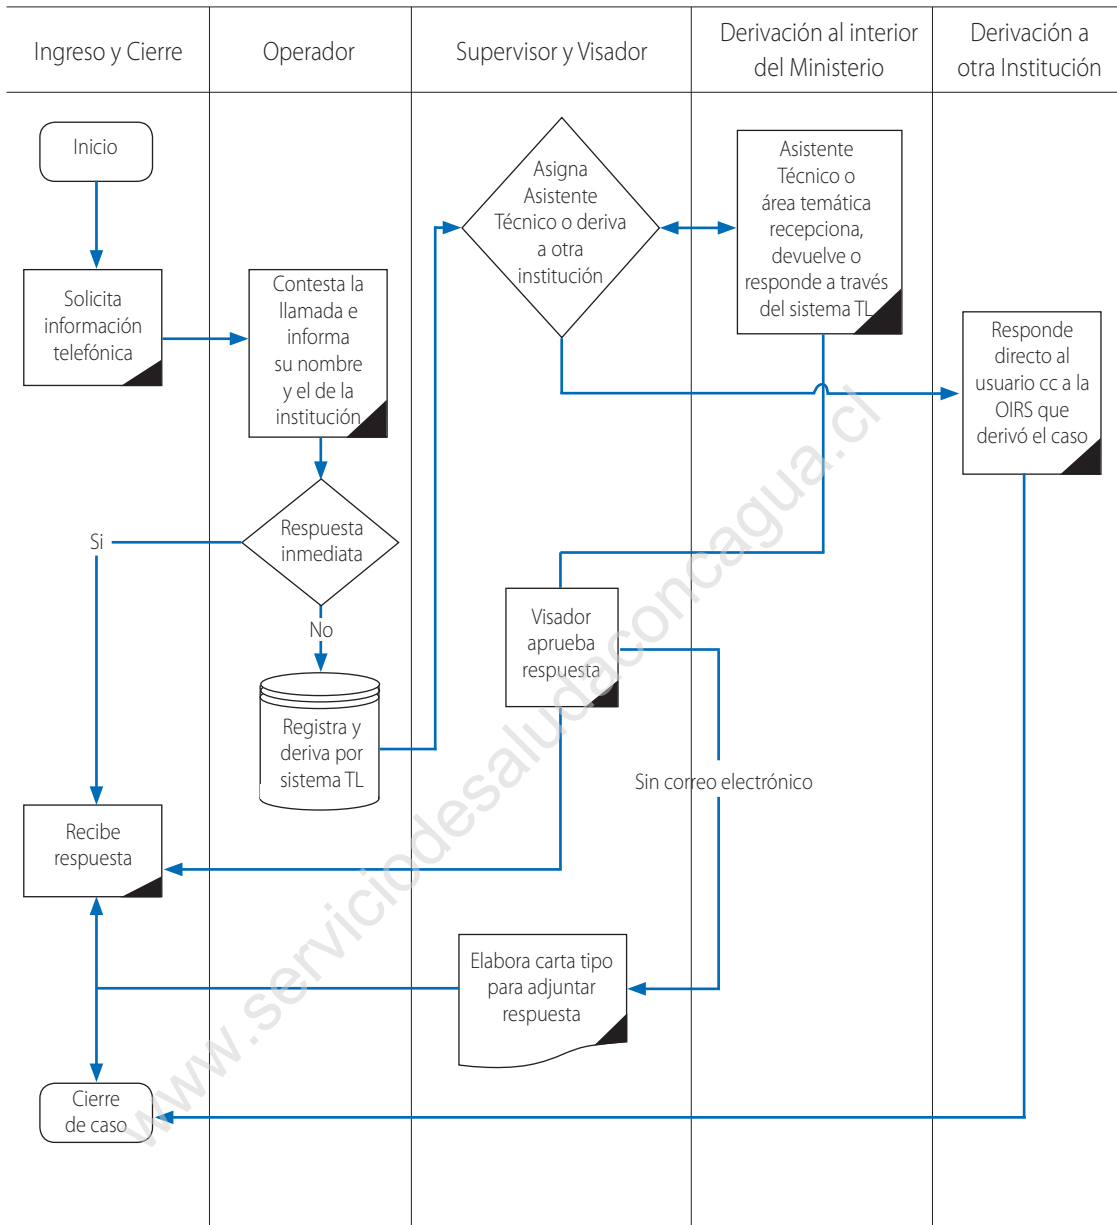 Ingreso y Cierre
Operador
Supervisor y Visador
Derivación al interior
del Ministerio
Derivación a
otra Institución
Inicio
Solicita
información
telefónica
Contesta la
llamada e
informa
su nombre
y el de la
institución
Asigna
Asistente
Técnico o deriva
a otra
institución
Asistente
Técnico o
área temática
recepciona,
devuelve o
responde a través
del sistema TL
Responde
directo al
usuario cc a la
OIRS que
derivó el caso
Respuesta
inmediata
Si
No
Registra y
deriva por
sistema TL
Visador
aprueba
respuesta
Sin correo electrónico
Recibe
respuesta
Elabora carta tipo
para adjuntar
respuesta
Cierre
de caso
www.serviciodesaludaconcagua.cl